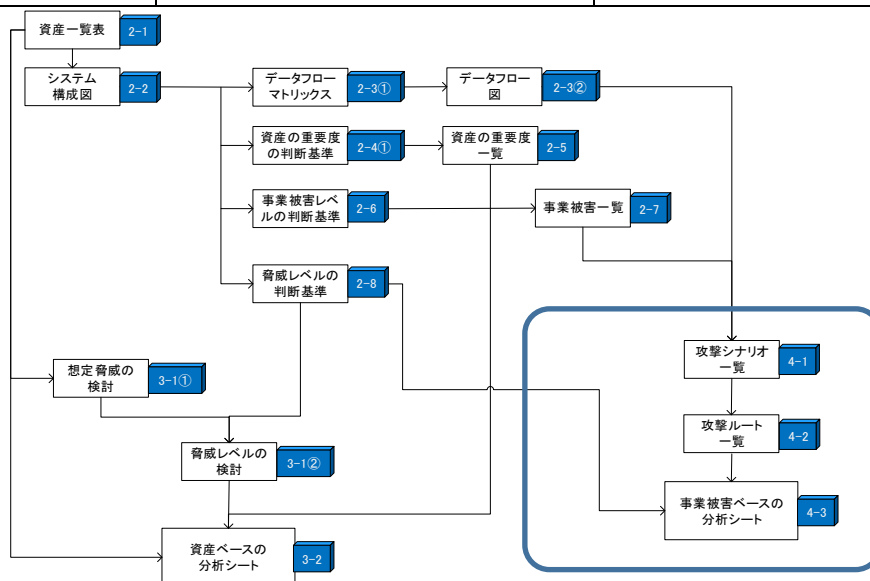 資産一覧表
2-1
システム
構成図
2-2
データフロー
マトリックス
2-3①
データフロー
図
2-3②
資産の重要度
の判断基準
2-4①
資産の重要度
一覧
2-5
事業被害レベ
ルの判断基準
2-6
事業被害一覧
2-7
脅威レベルの
判断基準
2-8
攻撃シナリオ
一覧
4-1
想定脅威の
検討
3-1①
攻撃ルート
一覧
4-2
脅威レベルの
検討
3-1②
事業被害ベースの
分析シート
4-3
資産ベースの
分析シート
3-2